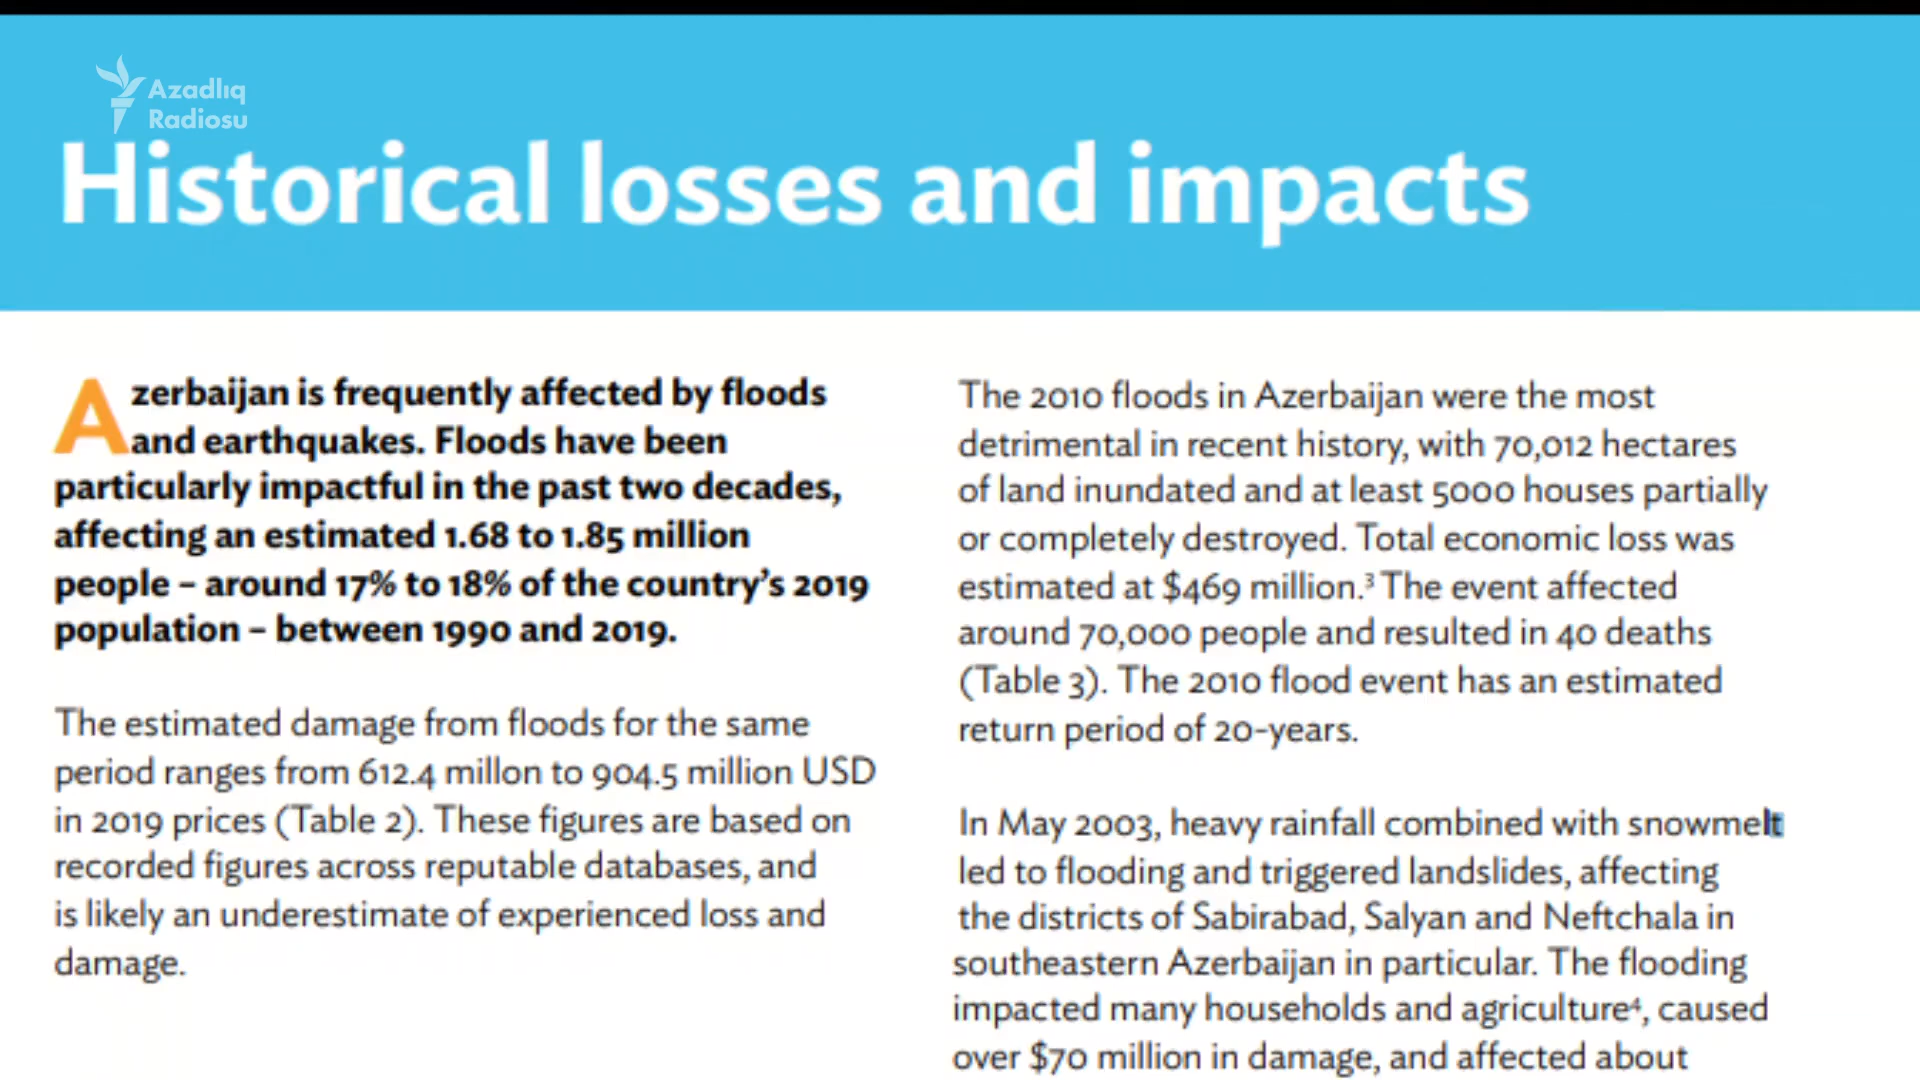 Azadlıq
Radiosu
Historical losses and impacts
Azerbaijan is frequently affected by floods
and earthquakes. Floods have been
particularly impactful in the past two decades,
affecting an estimated 1.68 to 1.85 million
people – around 17% to 18% of the country’s 2019
population – between 1990 and 2019.
The estimated damage from floods for the same
period ranges from 612.4 millon to 904.5 million USD
in 2019 prices (Table 2). These figures are based on
recorded figures across reputable databases, and
is likely an underestimate of experienced loss and
damage.
The 2010 floods in Azerbaijan were the most
detrimental in recent history, with 70,012 hectares
of land inundated and at least 5000 houses partially
or completely destroyed. Total economic loss was
estimated at $469 million.³ The event affected
around 70,000 people and resulted in 40 deaths
(Table 3). The 2010 flood event has an estimated
return period of 20-years.
In May 2003, heavy rainfall combined with snowmelt
led to flooding and triggered landslides, affecting
the districts of Sabirabad, Salyan and Neftchala in
southeastern Azerbaijan in particular. The flooding
impacted many households and agriculture⁴, caused
over $70 million in damage, and affected about